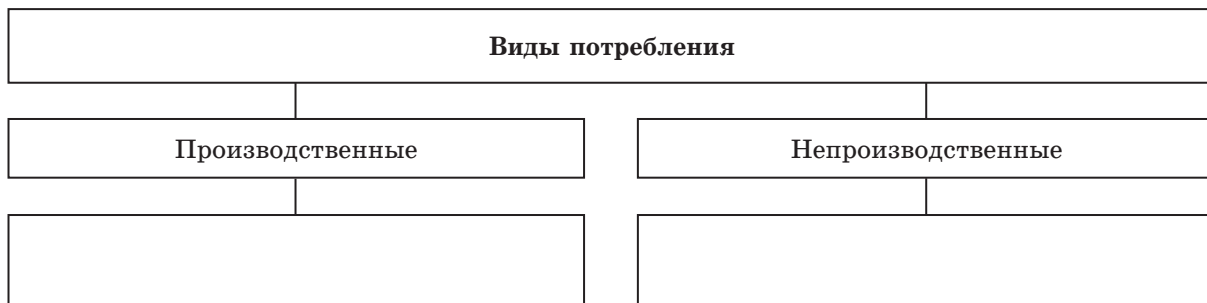 Виды потребления
Производственные
Непроизводственные